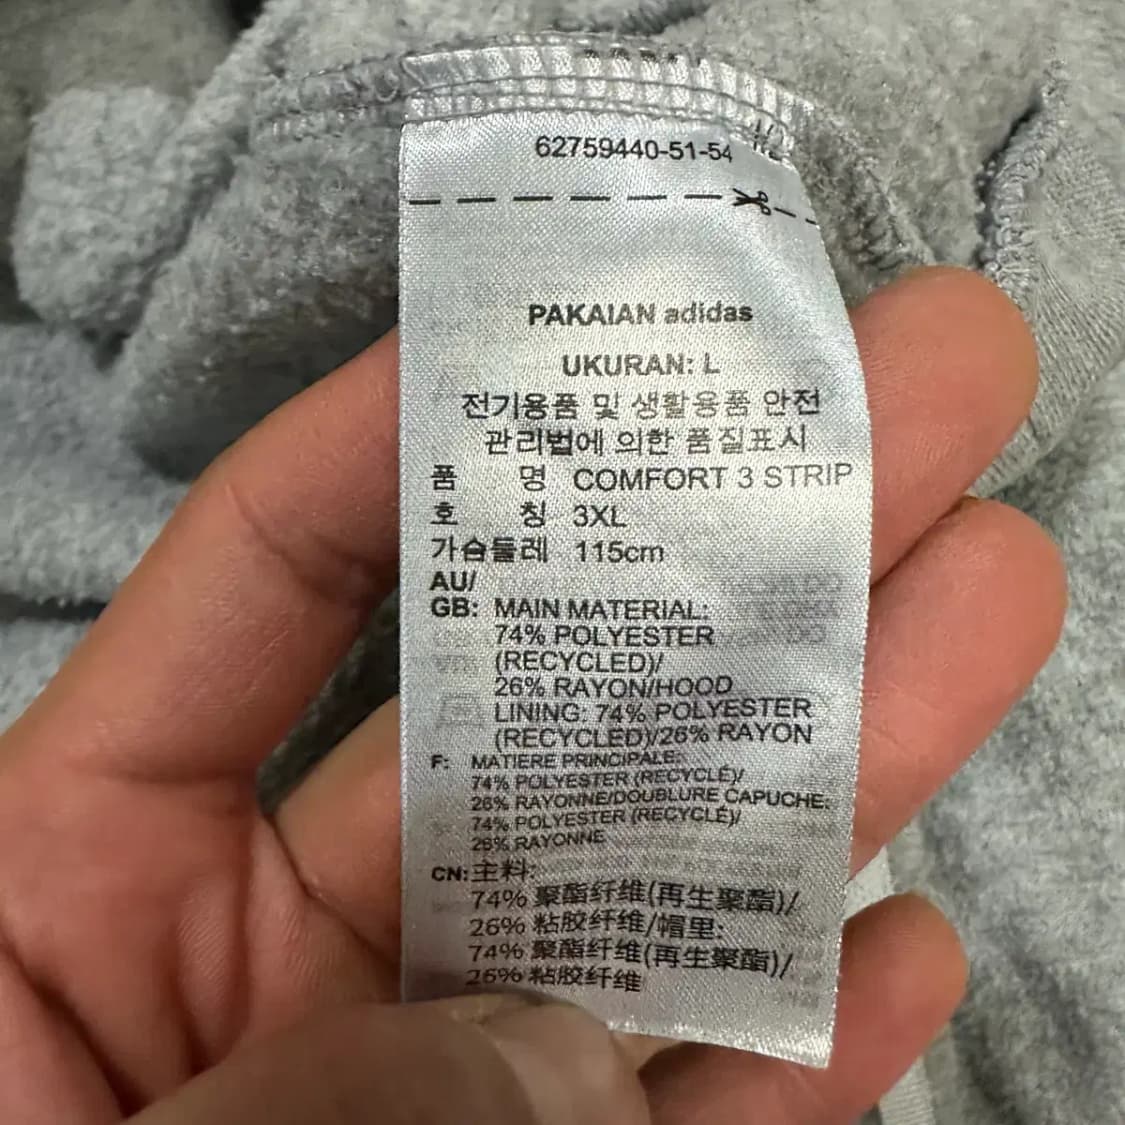 62759440-51-54
PAKAIAN adidas
UKURAN: L
전기용품 및 생활용품 안전
관리법에 의한 품질표시
품 명 COMFORT 3 STRIP
호 칭 3XL
가슴둘레 115cm
AU/
GB: MAIN MATERIAL:
74% POLYESTER
(RECYCLED)/
26% RAYON/HOOD
LINING: 74% POLYESTER
(RECYCLED)/26% RAYON
F: MATIERE PRINCIPALE:
74% POLYESTER (RECYCLÉ)/
26% RAYONNE/DOUBLURE CAPUCHE:
74% POLYESTER (RECYCLÉ)/
26% RAYONNE
CN: 主料:
74% 聚酯纤维(再生聚酯)/
26% 粘胶纤维/帽里:
74% 聚酯纤维(再生聚酯)/
26% 粘胶纤维